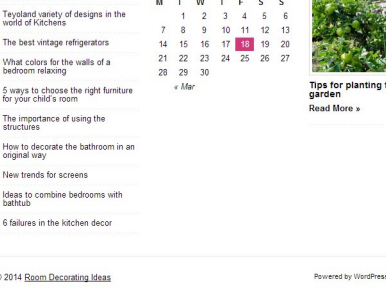 Teyoland variety of designs in the
world of Kitchens
The best vintage refrigerators
What colors for the walls of a
bedroom relaxing
5 ways to choose the right furniture
for your child's room
The importance of using the
structures
How to decorate the bathroom in an
original way
New trends for screens
Ideas to combine bedrooms with
bathtub
6 failures in the kitchen decor
M T W T F S S
1 2 3 4 5 6
7 8 9 10 11 12 13
14 15 16 17 18 19 20
21 22 23 24 25 26 27
28 29 30
« Mar
Tips for planting
garden
Read More »
© 2014 Room Decorating Ideas
Powered by WordPress